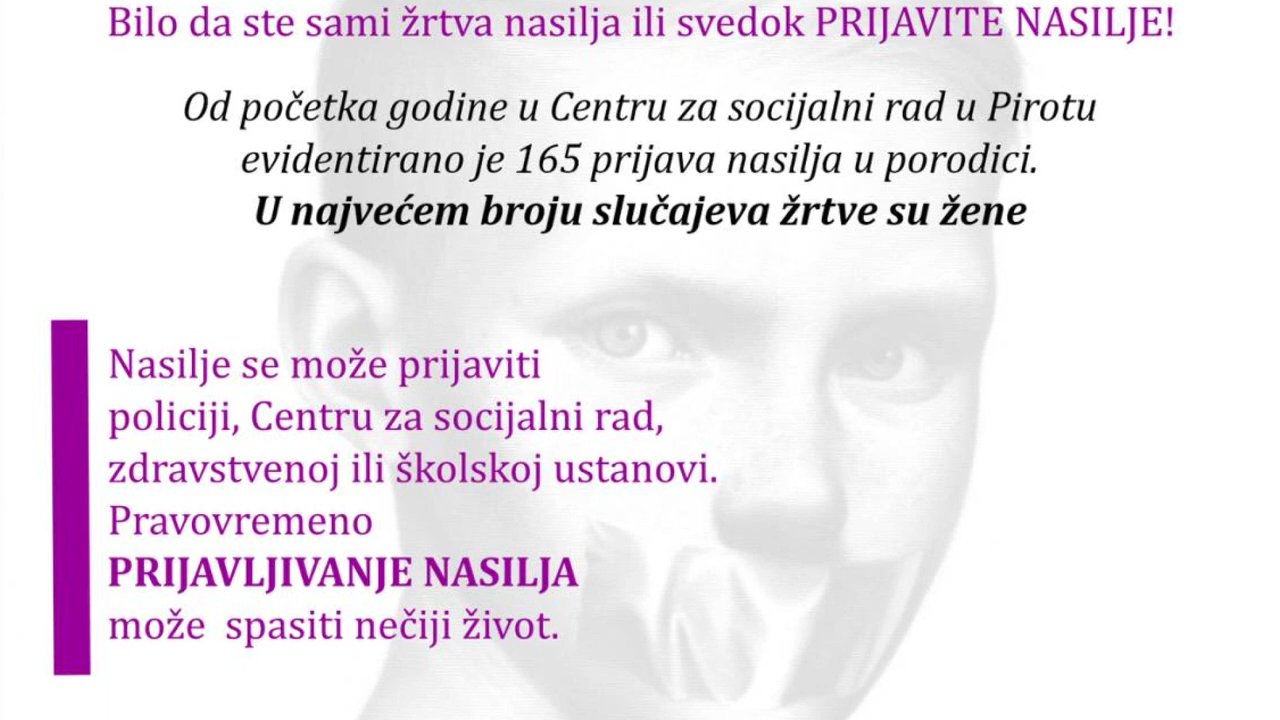 Bilo da ste sami žrtva nasilja ili svedok PRIJAVITE NASILJE!
Od početka godine u Centru za socijalni rad u Pirotu
evidentirano je 165 prijava nasilja u porodici.
U najvećem broju slučajeva žrtve su žene
Nasilje se može prijaviti
policiji, Centru za socijalni rad,
zdravstvenoj ili školskoj ustanovi.
Pravovremeno
PRIJAVLJIVANJE NASILJA
može spasiti nečiji život.